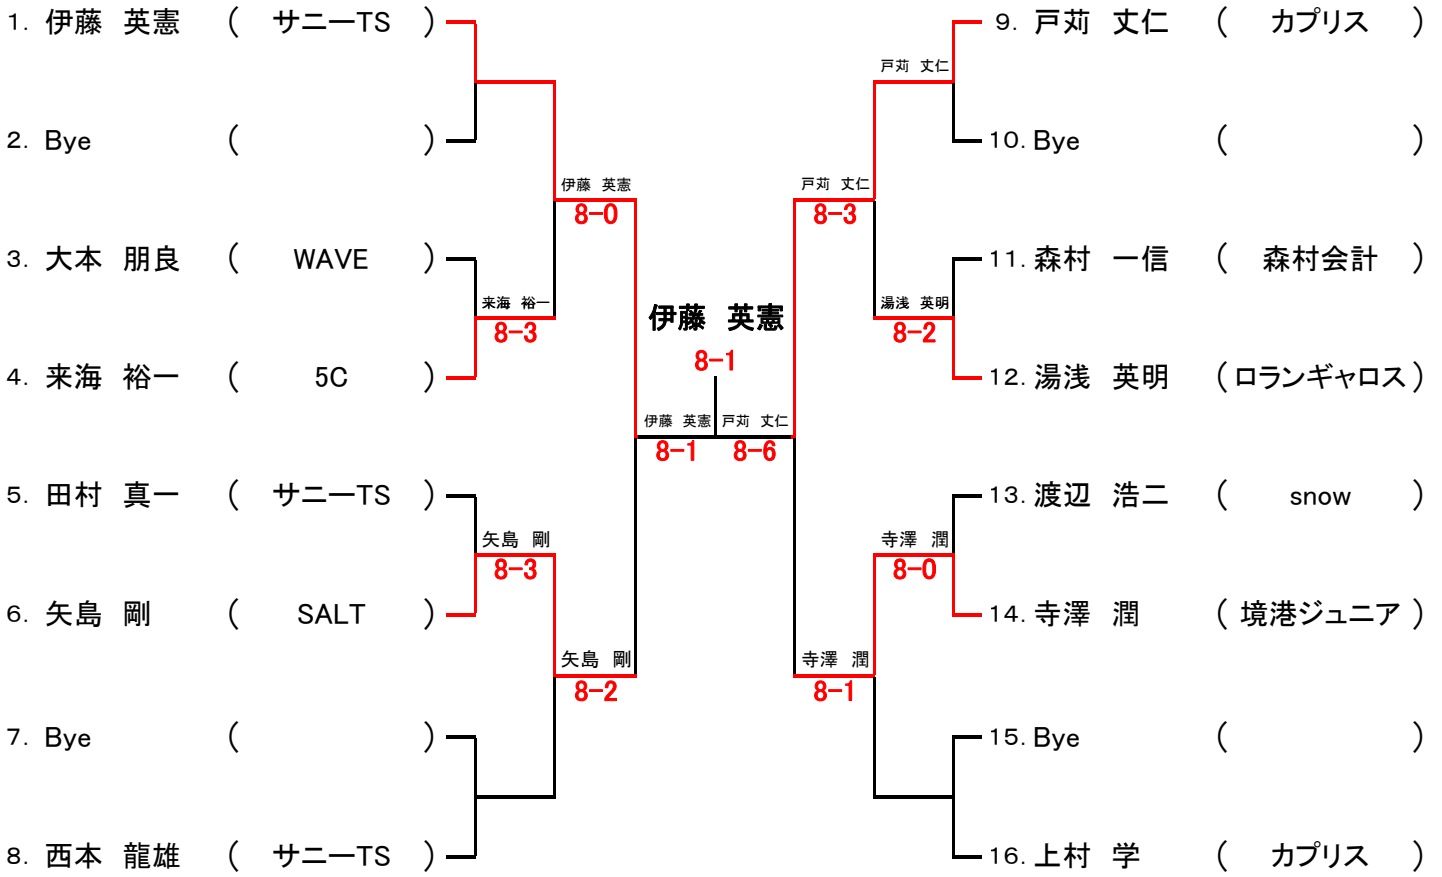 1. 伊藤 英憲 ( サニーTS )
9. 戸苅 丈仁 ( カプリス )
戸苅 丈仁
2. Bye ( )
10. Bye ( )
伊藤 英憲
戸苅 丈仁
8-0
8-3
3. 大本 朋良 ( WAVE )
11. 森村 一信 ( 森村会計 )
来海 裕一
伊藤 英憲
湯浅 英明
8-3
8-2
8-1
4. 来海 裕一 ( 5C )
12. 湯浅 英明 (ロランギャロス)
伊藤 英憲
戸苅 丈仁
8-1
8-6
5. 田村 真一 ( サニーTS )
13. 渡辺 浩二 ( snow )
矢島 剛
寺澤 潤
8-3
8-0
6. 矢島 剛 ( SALT )
14. 寺澤 潤 ( 境港ジュニア )
矢島 剛
寺澤 潤
8-2
8-1
7. Bye ( )
15. Bye ( )
8. 西本 龍雄 ( サニーTS )
16. 上村 学 ( カプリス )